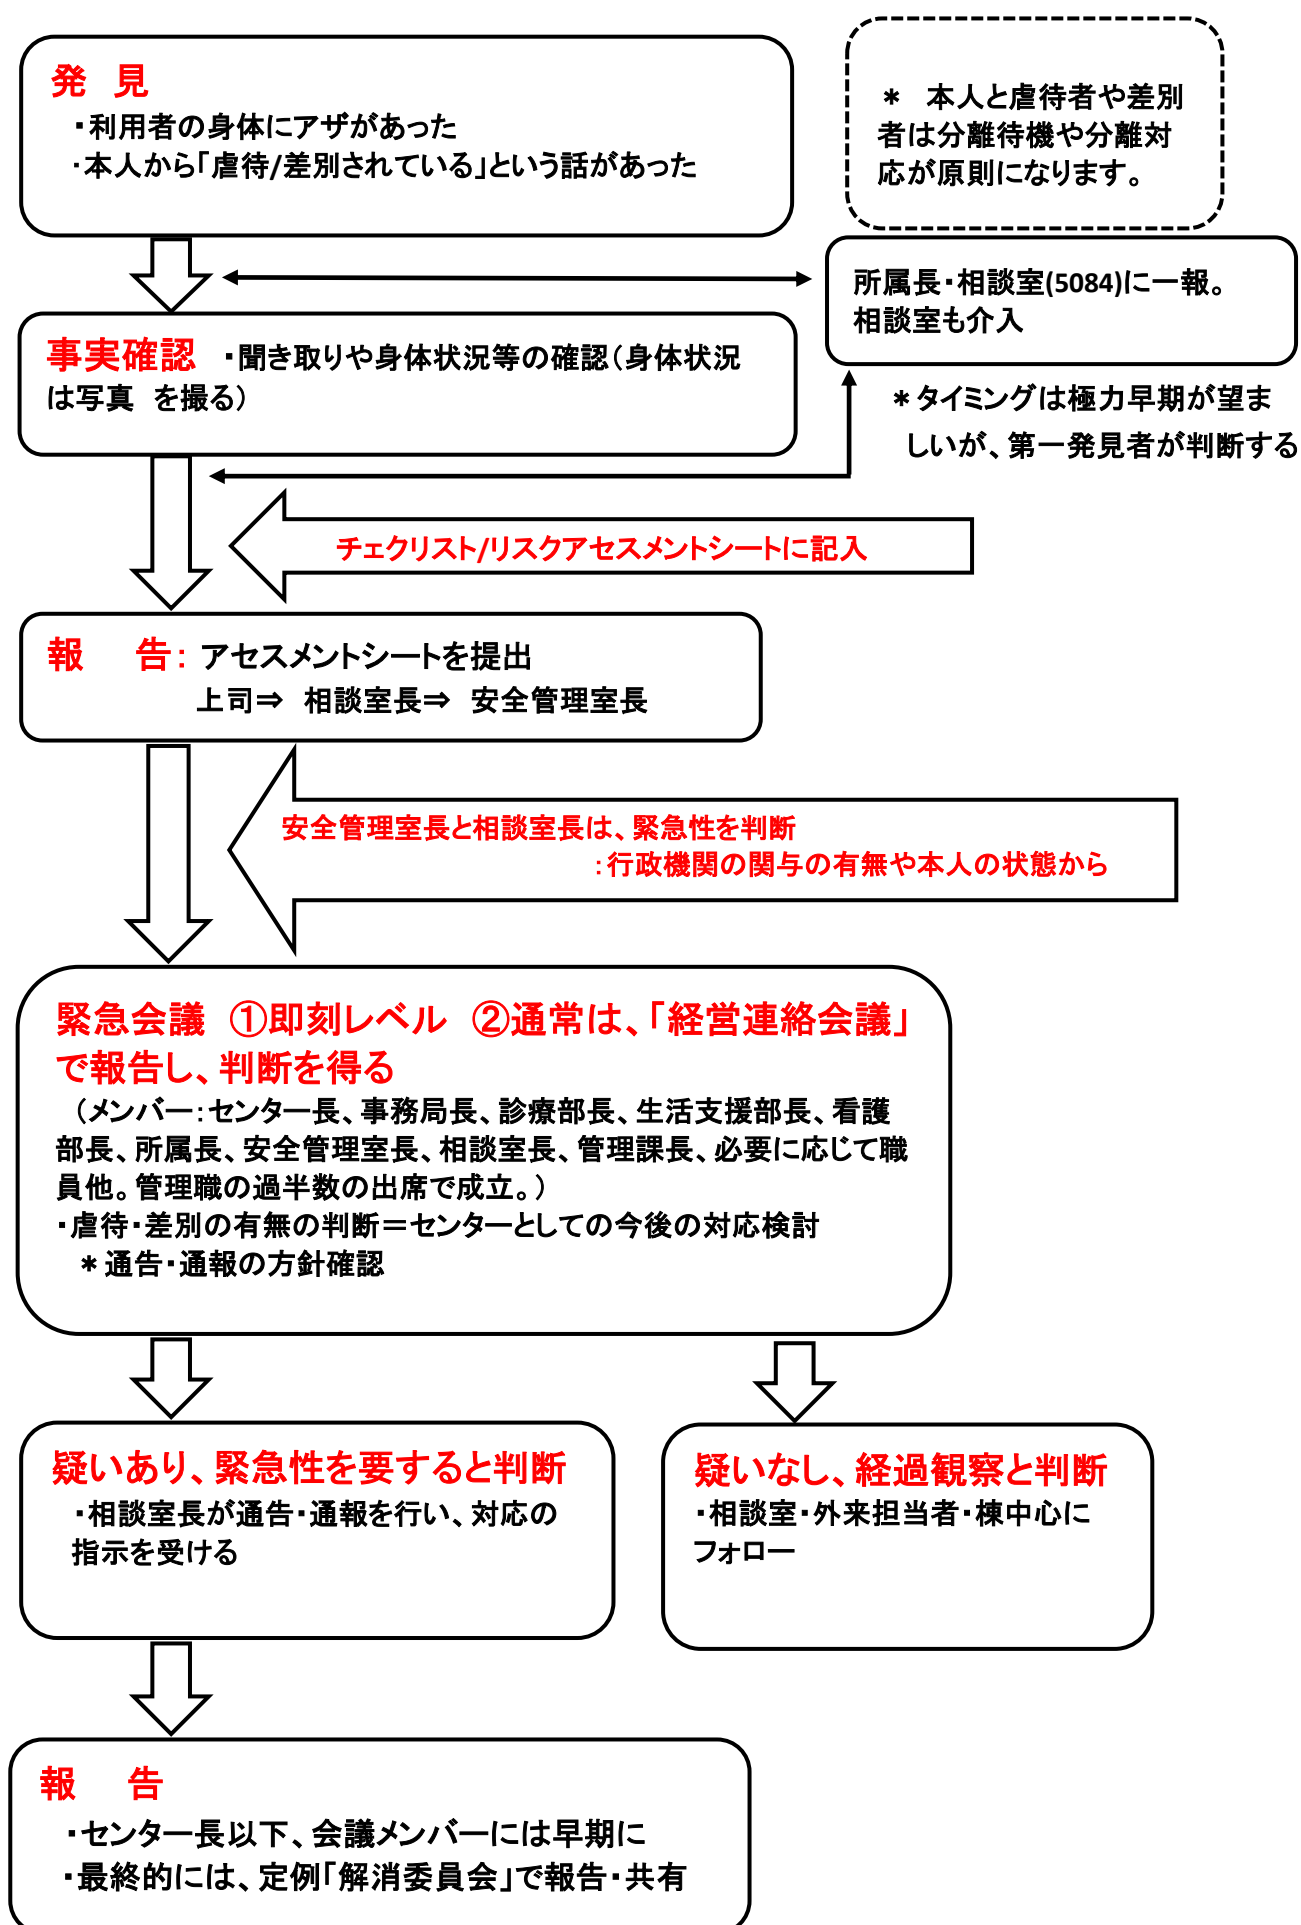 発　見
・利用者の身体にアザがあった
・本人から「虐待/差別されている」という話があった
＊　本人と虐待者や差別
者は分離待機や分離対
応が原則になります。
所属長・相談室(5084)に一報。
相談室も介入
事実確認　・聞き取りや身体状況等の確認（身体状況
は写真　を撮る）
＊タイミングは極力早期が望ま
しいが、第一発見者が判断する
チェクリスト/リスクアセスメントシートに記入
報　告：アセスメントシートを提出
上司⇒　相談室長⇒　安全管理室長
安全管理室長と相談室長は、緊急性を判断
：行政機関の関与の有無や本人の状態から
緊急会議　①即刻レベル　②通常は、「経営連絡会議」
で報告し、判断を得る
（メンバー：センター長、事務局長、診療部長、生活支援部長、看護
部長、所属長、安全管理室長、相談室長、管理課長、必要に応じて職
員他。管理職の過半数の出席で成立。）
・虐待・差別の有無の判断＝センターとしての今後の対応検討
＊通告・通報の方針確認
疑いあり、緊急性を要すると判断
・相談室長が通告・通報を行い、対応の
指示を受ける
疑いなし、経過観察と判断
・相談室・外来担当者・棟中心に
フォロー
報　告
・センター長以下、会議メンバーには早期に
・最終的には、定例「解消委員会」で報告・共有